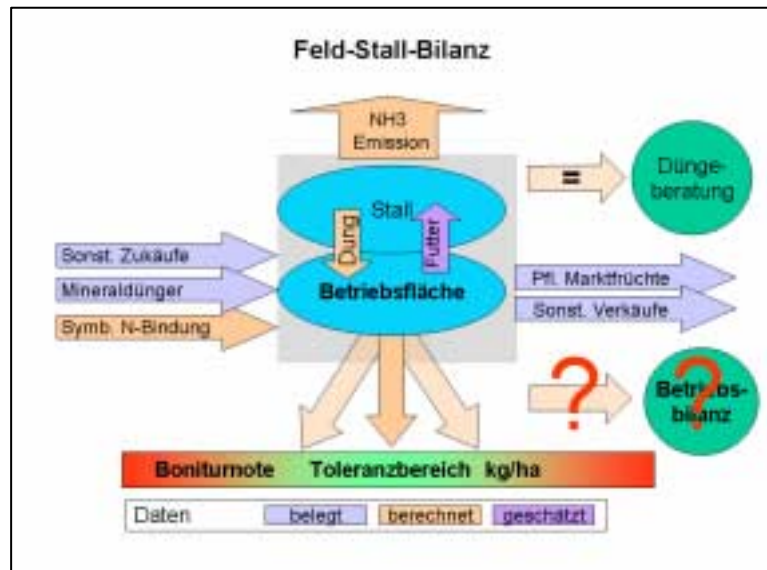 Feld-Stall-Bilanz
NH3
Emission
=
Dünge-
beratung
Stall
Dung
Futter
Sonst. Zukäufe
Mineraldünger
Symb. N-Bindung
Betriebsfläche
Pfl. Marktfrüchte
Sonst. Verkäufe
?
?
Betriebs-
bilanz
Boniturnote Toleranzbereich kg/ha
Daten belegt berechnet geschätzt